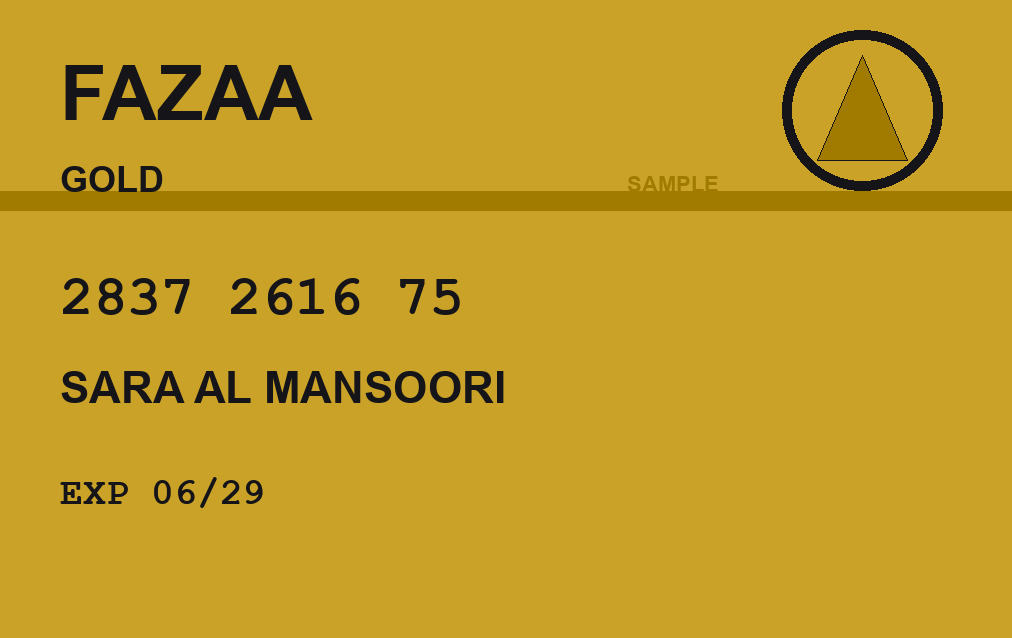 FAZAA
GOLD
SAMPLE
2837 2616 75
SARA AL MANSOORI
EXP 06/29